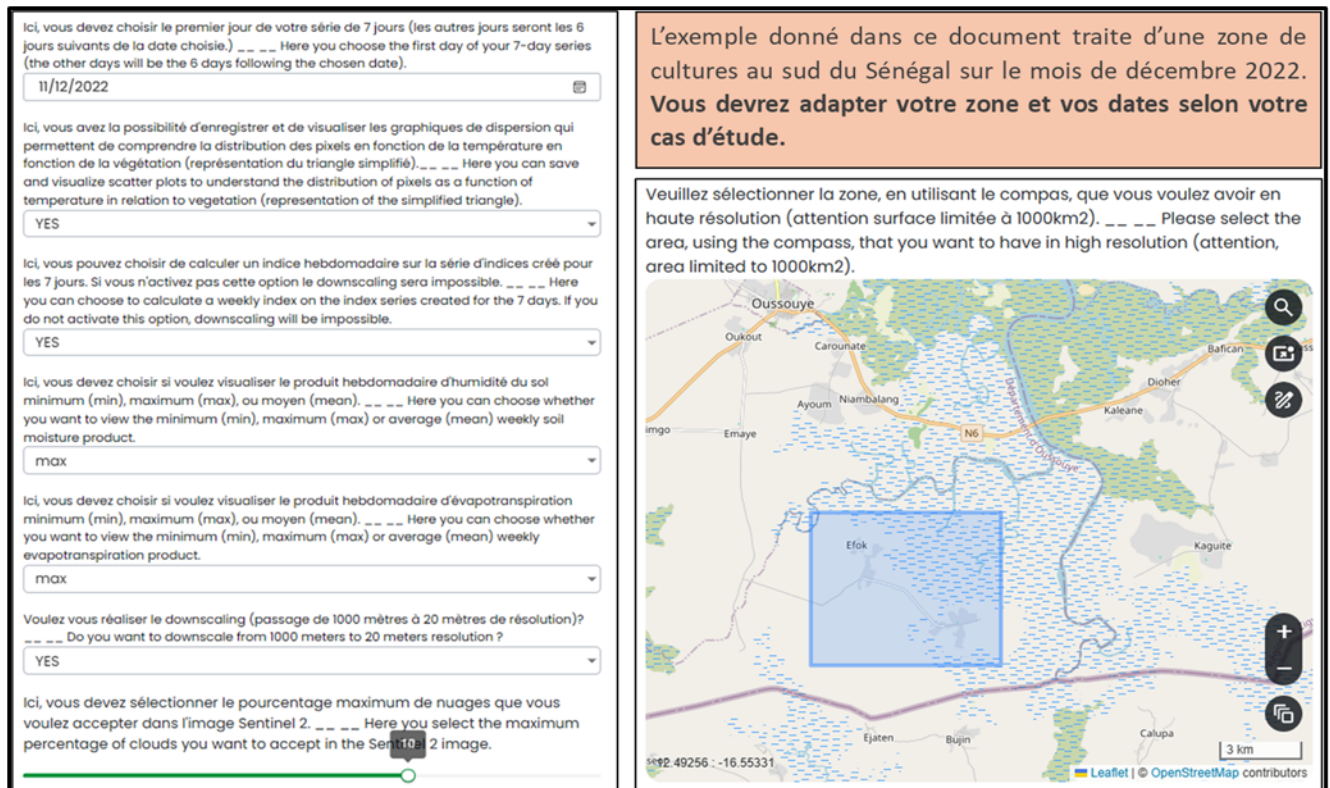 Ici, vous devez choisir le premier jour de votre série de 7 jours (les autres jours seront les 6
jours suivants de la date choisie.) __ __ Here you choose the first day of your 7-day series
(the other days will be the 6 days following the chosen date).
11/12/2022
Ici, vous avez la possibilité d'enregistrer et de visualiser les graphiques de dispersion qui
permettent de comprendre la distribution des pixels en fonction de la température en
fonction de la végétation (représentation du triangle simplifié).__ __ Here you can save
and visualize scatter plots to understand the distribution of pixels as a function of
temperature in relation to vegetation (representation of the simplified triangle).
YES
Ici, vous pouvez choisir de calculer un indice hebdomadaire sur la série d'indices créé pour
les 7 jours. Si vous n'activez pas cette option le downscaling sera impossible. __ __ Here
you can choose to calculate a weekly index on the index series created for the 7 days. If you
do not activate this option, downscaling will be impossible.
YES
Ici, vous devez choisir si voulez visualiser le produit hebdomadaire d'humidité du sol
minimum (min), maximum (max), ou moyen (mean). __ __ Here you can choose whether
you want to view the minimum (min), maximum (max) or average (mean) weekly soil
moisture product.
max
Ici, vous devez choisir si voulez visualiser le produit hebdomadaire d'évapotranspiration
minimum (min), maximum (max), ou moyen (mean). __ __ Here you can choose whether
you want to view the minimum (min), maximum (max) or average (mean) weekly
evapotranspiration product.
max
Voulez vous réaliser le downscaling (passage de 1000 mètres à 20 mètres de résolution)?
__ __ Do you want to downscale from 1000 meters to 20 meters resolution ?
YES
Ici, vous devez sélectionner le pourcentage maximum de nuages que vous
voulez accepter dans l'image Sentinel 2. __ __ Here you select the maximum
percentage of clouds you want to accept in the Sentinel 2 image.
L'exemple donné dans ce document traite d'une zone de
cultures au sud du Sénégal sur le mois de décembre 2022.
Vous devrez adapter votre zone et vos dates selon votre
cas d'étude.
Veuillez sélectionner la zone, en utilisant le compas, que vous voulez avoir en
haute résolution (attention surface limitée à 1000km2). __ __ Please select the
area, using the compass, that you want to have in high resolution (attention,
area limited to 1000km2).
Oussouye
Oukout
Carounate
Bafican
Dioher
Ayoum
Niambalang
Kaleane
imgo
Emaye
N6
Département d'Oussouye
Efok
Kaguite
+
−
Ejaten
Bujin
Calupa
3 km
12.49256 : -16.55331
Leaflet | © OpenStreetMap contributors